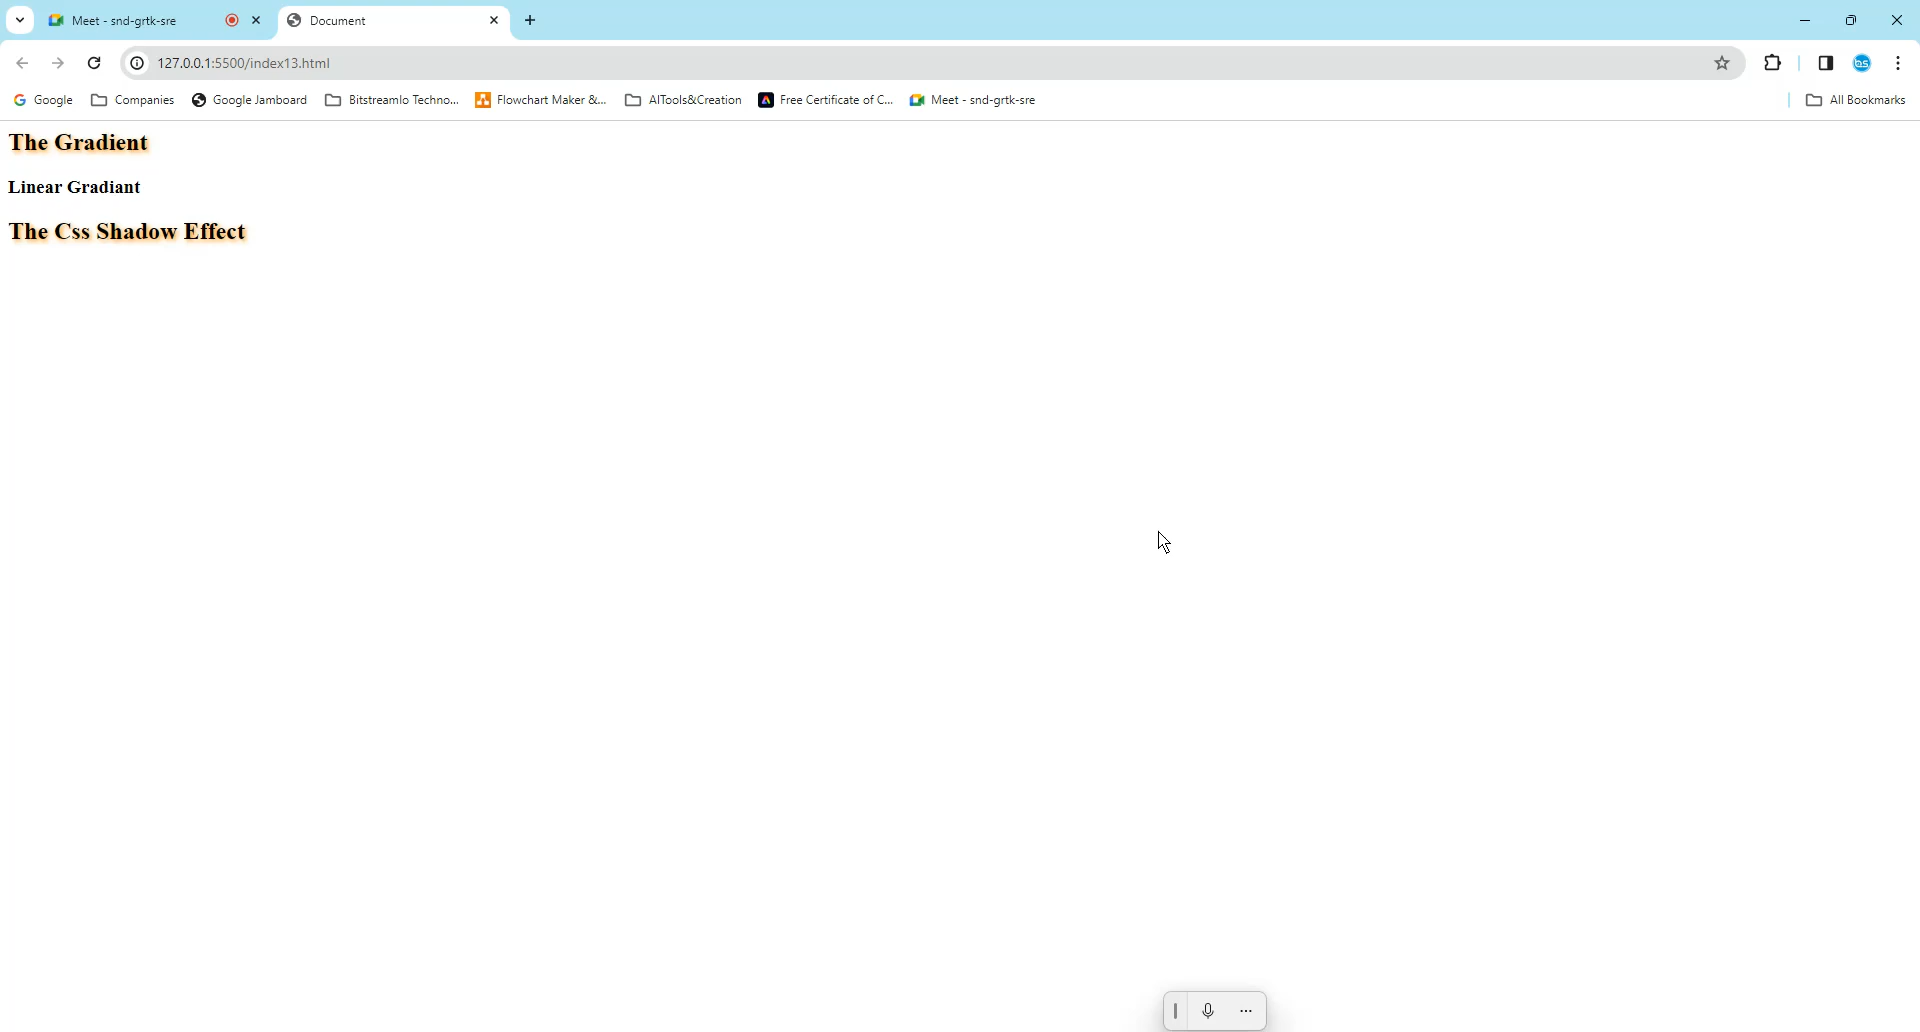 Meet - snd-grtk-sre
Document
127.0.0.1:5500/index13.html
Google
Companies
Google Jamboard
Bitstreamlo Techno...
Flowchart Maker &...
AITools&Creation
Free Certificate of C...
Meet - snd-grtk-sre
All Bookmarks
The Gradient
Linear Gradiant
The Css Shadow Effect